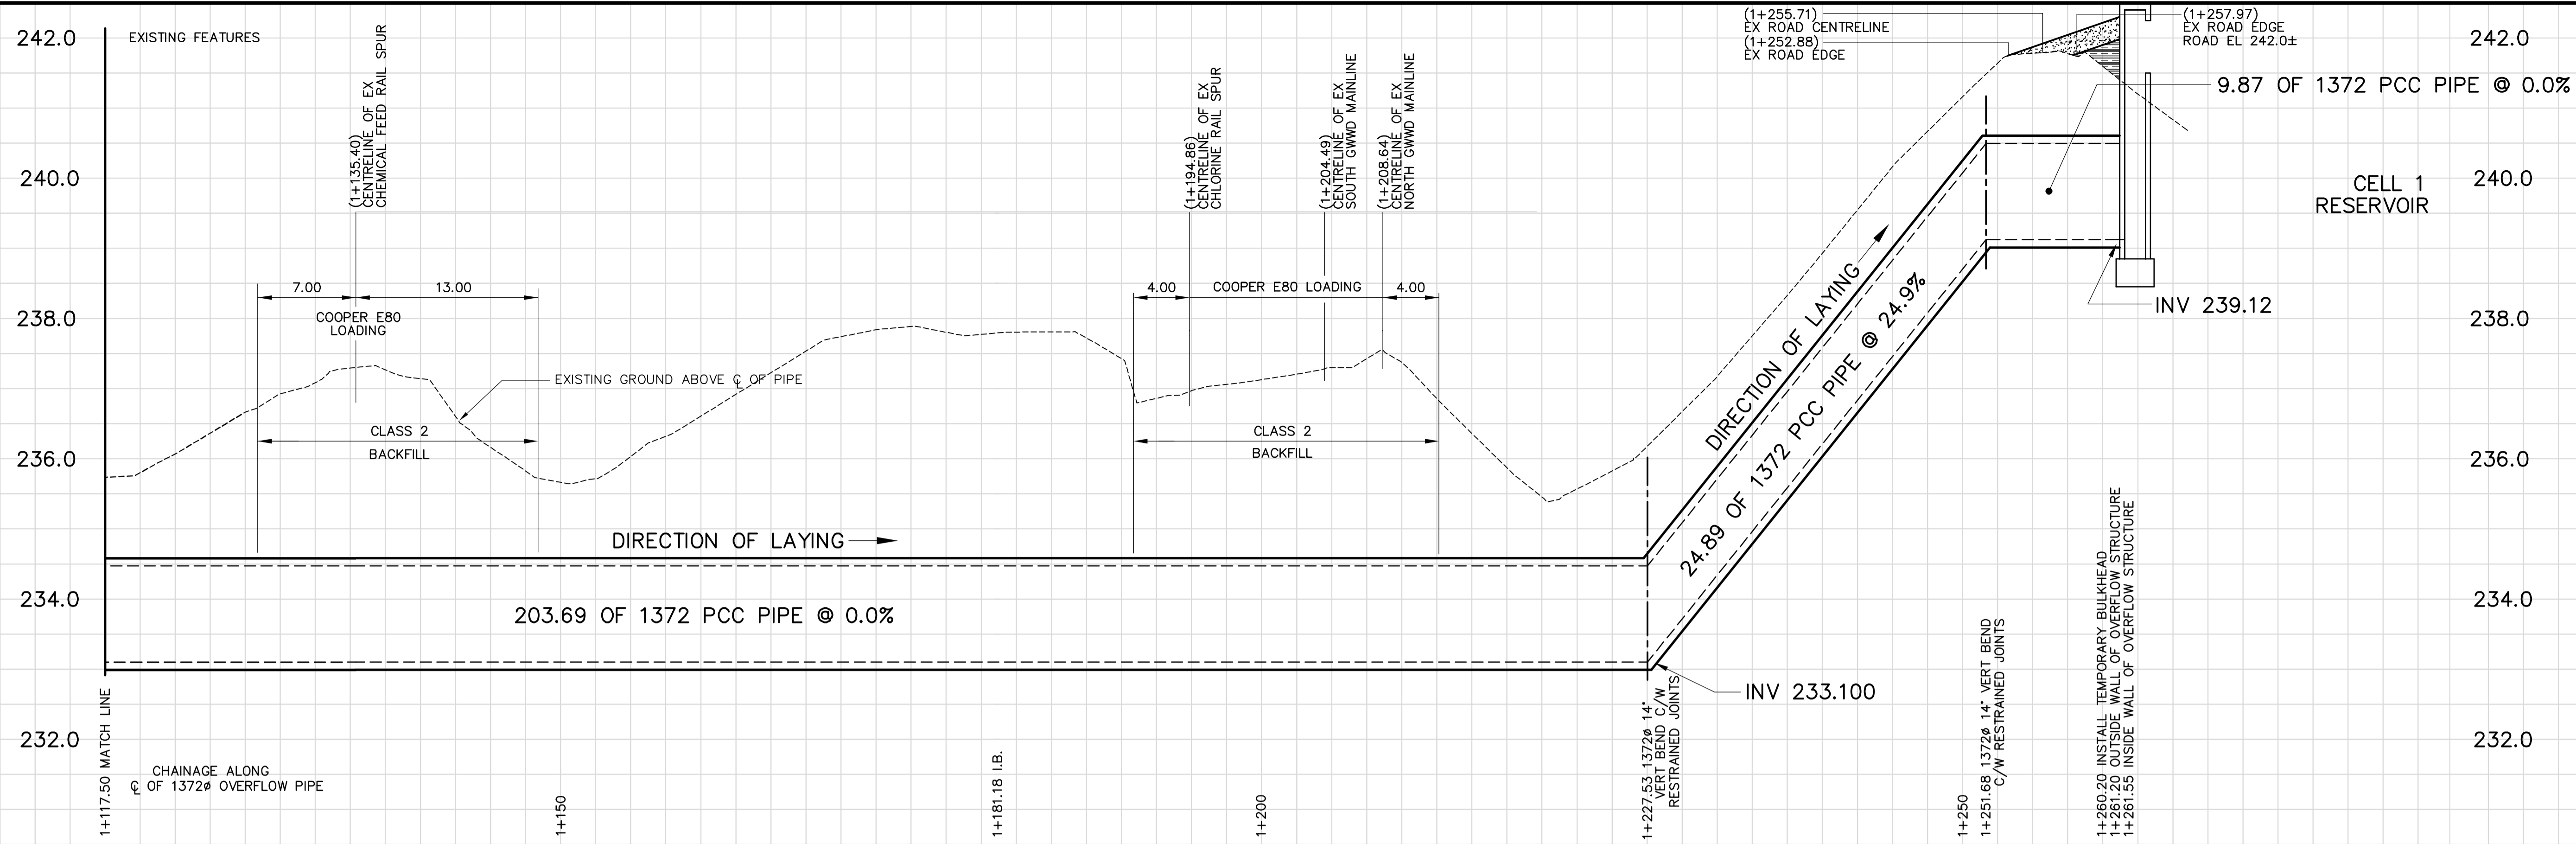 EXISTING FEATURES
242.0
240.0
238.0
236.0
234.0
232.0
(1+135.40)
CENTRELINE OF EX
CHEMICAL FEED RAIL SPUR
7.00
13.00
COOPER E80
LOADING
CLASS 2
BACKFILL
EXISTING GROUND ABOVE ℄ OF PIPE
DIRECTION OF LAYING
203.69 OF 1372 PCC PIPE @ 0.0%
(1+194.86)
CENTRELINE OF EX
CHLORINE RAIL SPUR
(1+204.49)
CENTRELINE OF EX
SOUTH GWWD MAINLINE
(1+208.64)
CENTRELINE OF EX
NORTH GWWD MAINLINE
4.00
COOPER E80 LOADING
4.00
CLASS 2
BACKFILL
(1+255.71)
EX ROAD CENTRELINE
(1+252.88)
EX ROAD EDGE
(1+257.97)
EX ROAD EDGE
ROAD EL 242.0±
9.87 OF 1372 PCC PIPE @ 0.0%
CELL 1
RESERVOIR
DIRECTION OF LAYING
24.89 OF 1372 PCC PIPE @ 24.9%
INV 239.12
INV 233.100
242.0
240.0
238.0
236.0
234.0
232.0
1+117.50 MATCH LINE
CHAINAGE ALONG
℄ OF 1372ø OVERFLOW PIPE
1+150
1+181.18 I.B.
1+200
1+227.53 1372ø 14°
VERT BEND C/W
RESTRAINED JOINTS
1+250
1+251.68 1372ø 14° VERT BEND
C/W RESTRAINED JOINTS
1+260.20 INSTALL TEMPORARY BULKHEAD
1+261.20 OUTSIDE WALL OF OVERFLOW STRUCTURE
1+261.55 INSIDE WALL OF OVERFLOW STRUCTURE